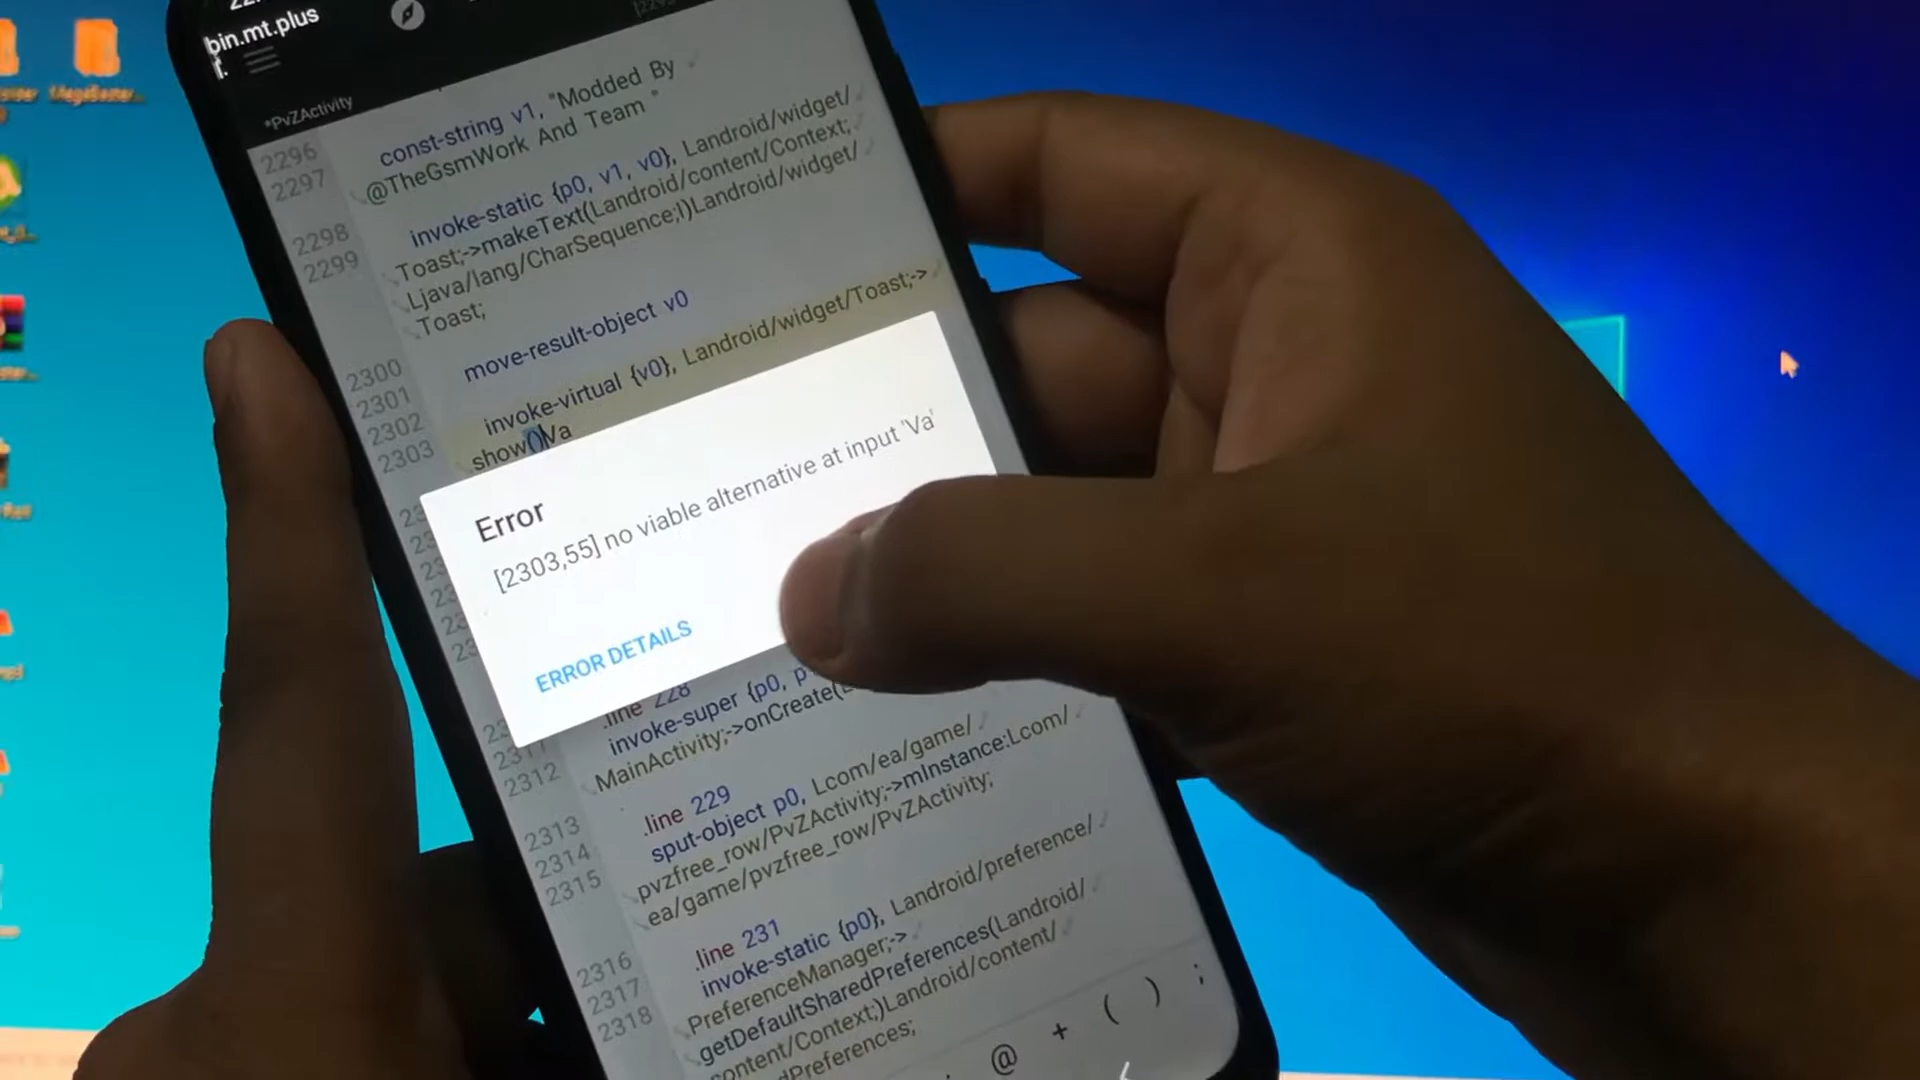 bin.mt.plus
*PvZActivity
2296 const-string v1, "Modded By
2297 @TheGsmWork And Team "
2298 invoke-static {p0, v1, v0}, Landroid/widget/
2299 Toast;->makeText(Landroid/content/Context;
Ljava/lang/CharSequence;I)Landroid/widget/
Toast;
2300 move-result-object v0
2301
2302 invoke-virtual {v0}, Landroid/widget/Toast;->
2303 show()Va
Error
[2303,55] no viable alternative at input 'Va'
ERROR DETAILS
.line 228
invoke-super {p0,
MainActivity;->onCreate(
2312
.line 229
2313 sput-object p0, Lcom/ea/game/
2314 pvzfree_row/PvZActivity;->mInstance:Lcom/
2315 ea/game/pvzfree_row/PvZActivity;
.line 231
2316 invoke-static {p0}, Landroid/preference/
2317 PreferenceManager;->
2318 getDefaultSharedPreferences(Landroid/
content/Context;)Landroid/content/
Preferences;
@ + ( ) ;